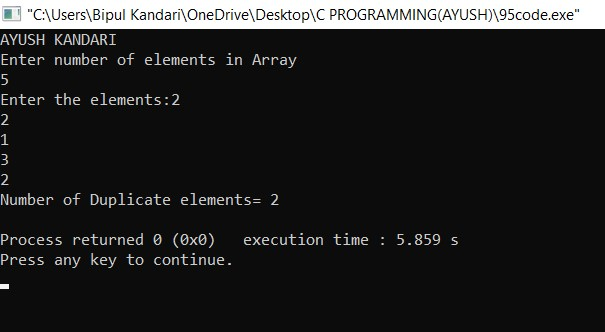 "C:\Users\Bipul Kandari\OneDrive\Desktop\C PROGRAMMING(AYUSH)\95code.exe"
AYUSH KANDARI
Enter number of elements in Array
5
Enter the elements:2
2
1
3
2
Number of Duplicate elements= 2
Process returned 0 (0x0)   execution time : 5.859 s
Press any key to continue.